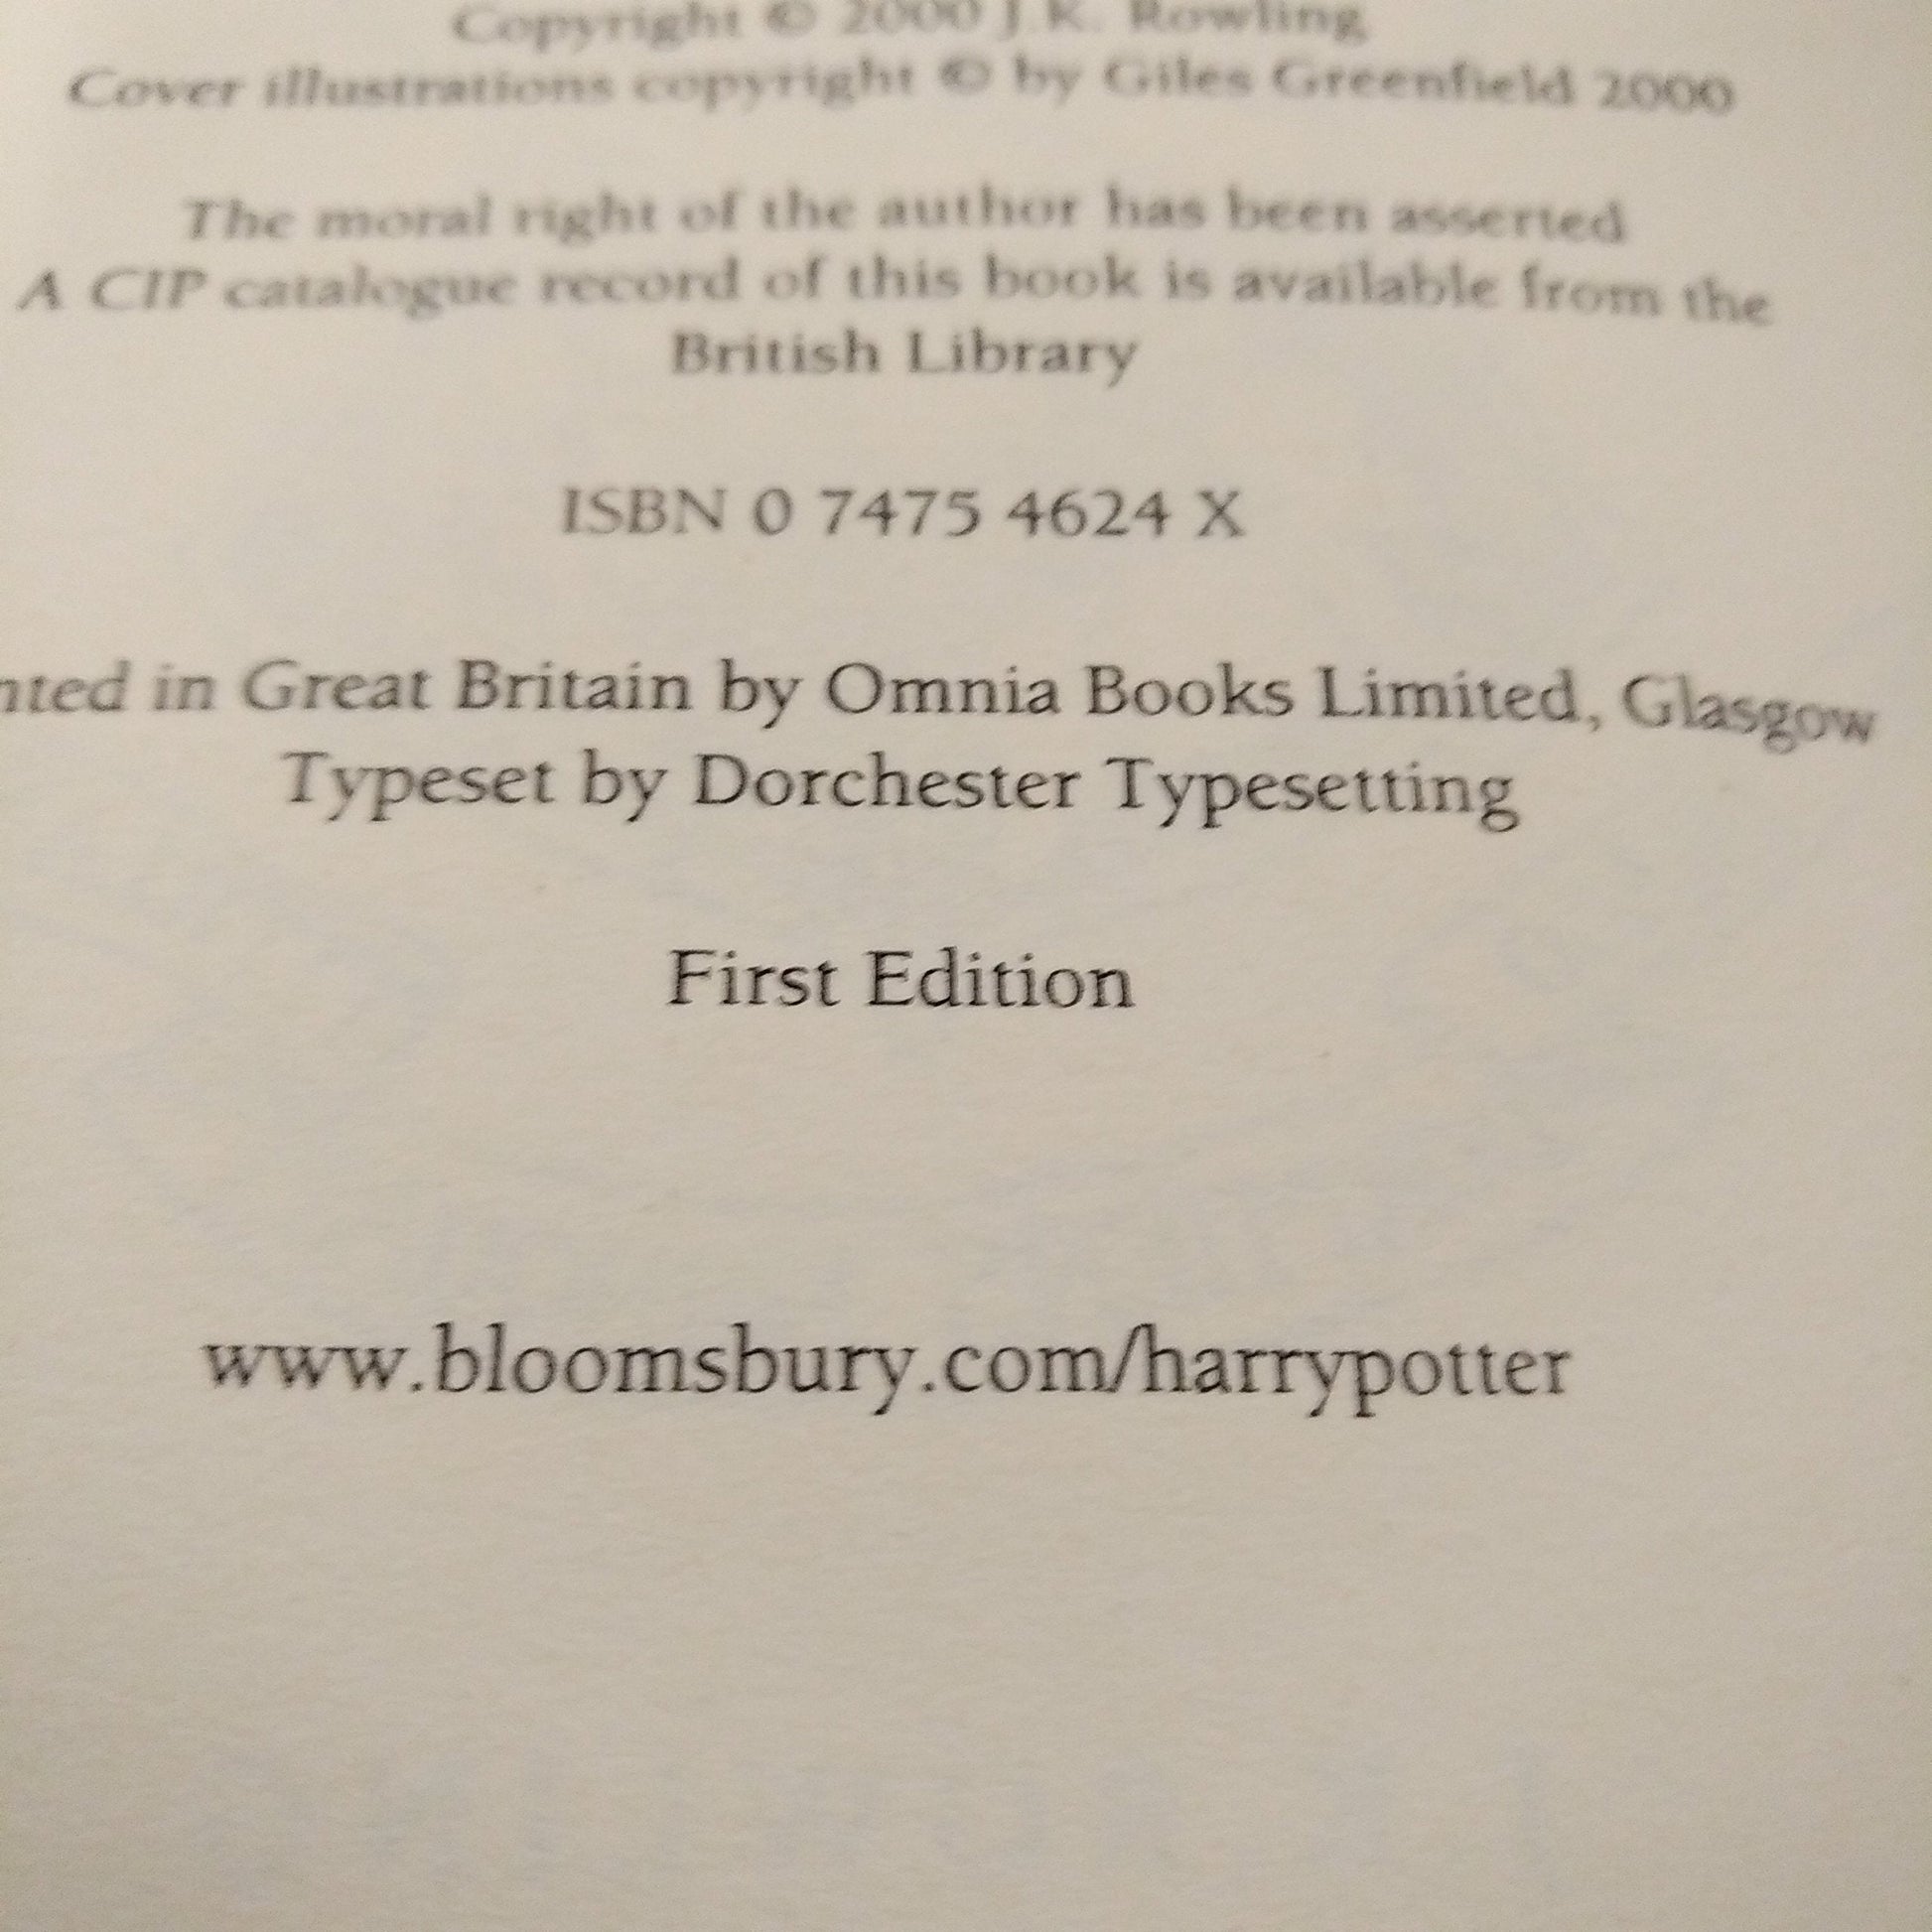 Copyright © 2000 J.K. Rowling
Cover illustrations copyright © by Giles Greenfield 2000
The moral right of the author has been asserted
A CIP catalogue record of this book is available from the
British Library
ISBN 0 7475 4624 X
nted in Great Britain by Omnia Books Limited, Glasgow
Typeset by Dorchester Typesetting
First Edition
www.bloomsbury.com/harrypotter